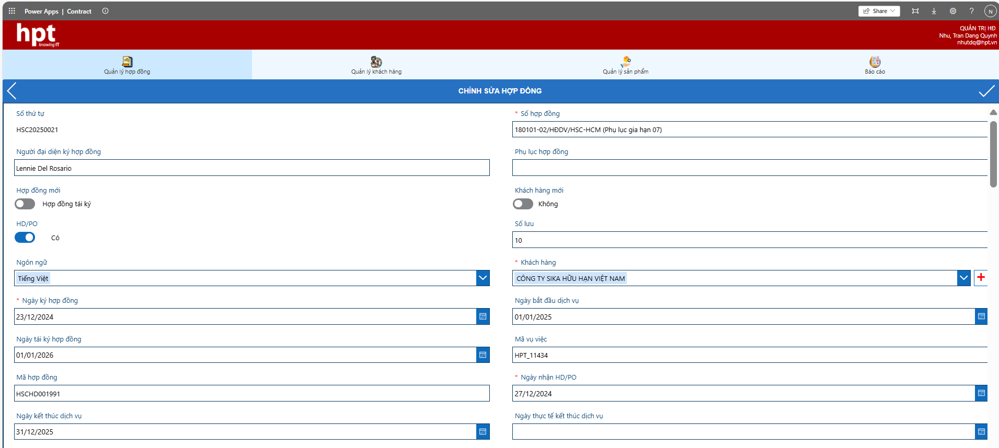 Power Apps | Contract
Share
N
hpt
knowing IT
QUẢN TRỊ HĐ
Nhu, Tran Dang Quynh
nhutdq@hpt.vn
Quản lý hợp đồng
Quản lý khách hàng
Quản lý sản phẩm
Báo cáo
CHỈNH SỬA HỢP ĐỒNG
Số thứ tự
* Số hợp đồng
HSC20250021
180101-02/HĐDV/HSC-HCM (Phụ lục gia hạn 07)
Người đại diện ký hợp đồng
Phụ lục hợp đồng
Lennie Del Rosario
Hợp đồng mới
Khách hàng mới
Hợp đồng tái ký
Không
HD/PO
Số lưu
Có
10
Ngôn ngữ
* Khách hàng
Tiếng Việt
CÔNG TY SIKA HỮU HẠN VIỆT NAM
* Ngày ký hợp đồng
Ngày bắt đầu dịch vụ
23/12/2024
01/01/2025
Ngày tái ký hợp đồng
Mã vụ việc
01/01/2026
HPT_11434
Mã hợp đồng
* Ngày nhận HD/PO
HSCHD001991
27/12/2024
Ngày kết thúc dịch vụ
Ngày thực tế kết thúc dịch vụ
31/12/2025